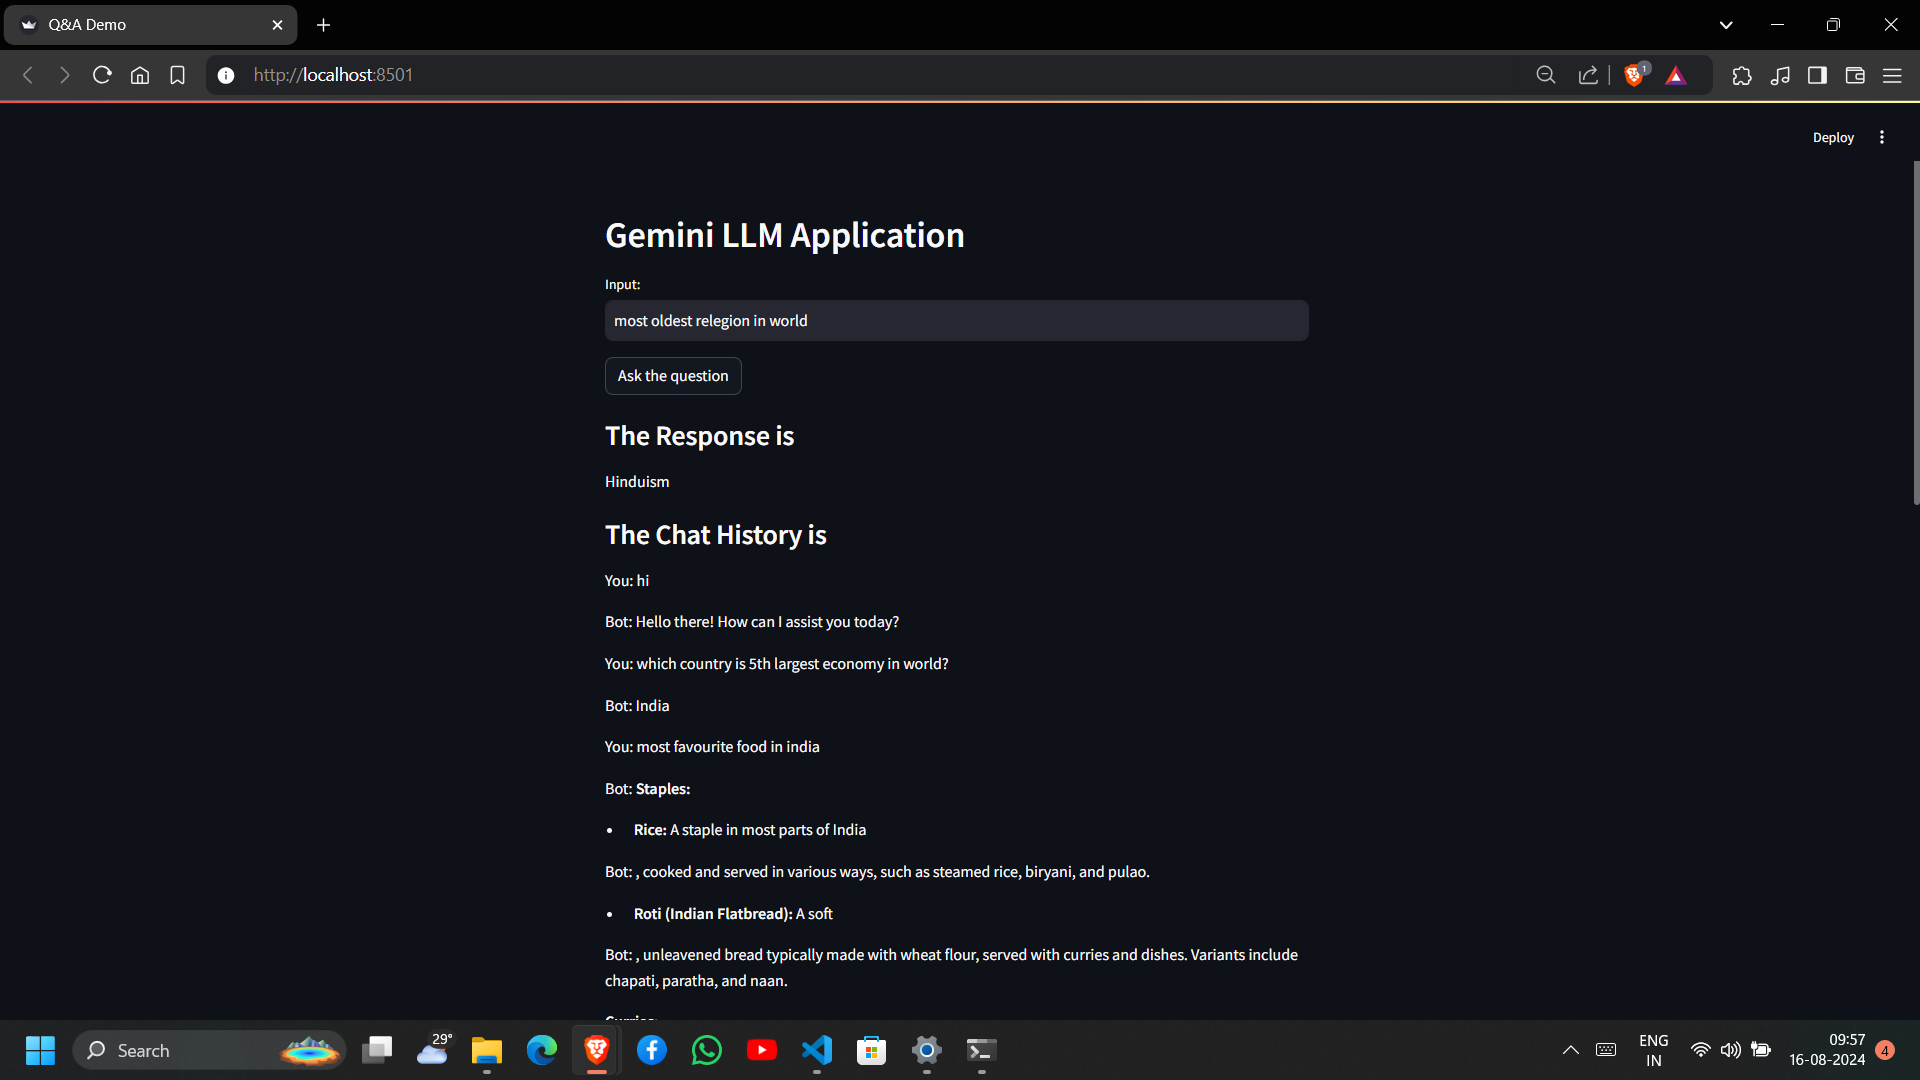 Q&A Demo
http://localhost:8501
1
Deploy
Gemini LLM Application
Input:
most oldest relegion in world
Ask the question
The Response is
Hinduism
The Chat History is
You: hi
Bot: Hello there! How can I assist you today?
You: which country is 5th largest economy in world?
Bot: India
You: most favourite food in india
Bot: Staples:
• Rice: A staple in most parts of India
Bot: , cooked and served in various ways, such as steamed rice, biryani, and pulao.
• Roti (Indian Flatbread): A soft
Bot: , unleavened bread typically made with wheat flour, served with curries and dishes. Variants include
chapati, paratha, and naan.
Search
29°
ENG
IN
09:57
16-08-2024
4